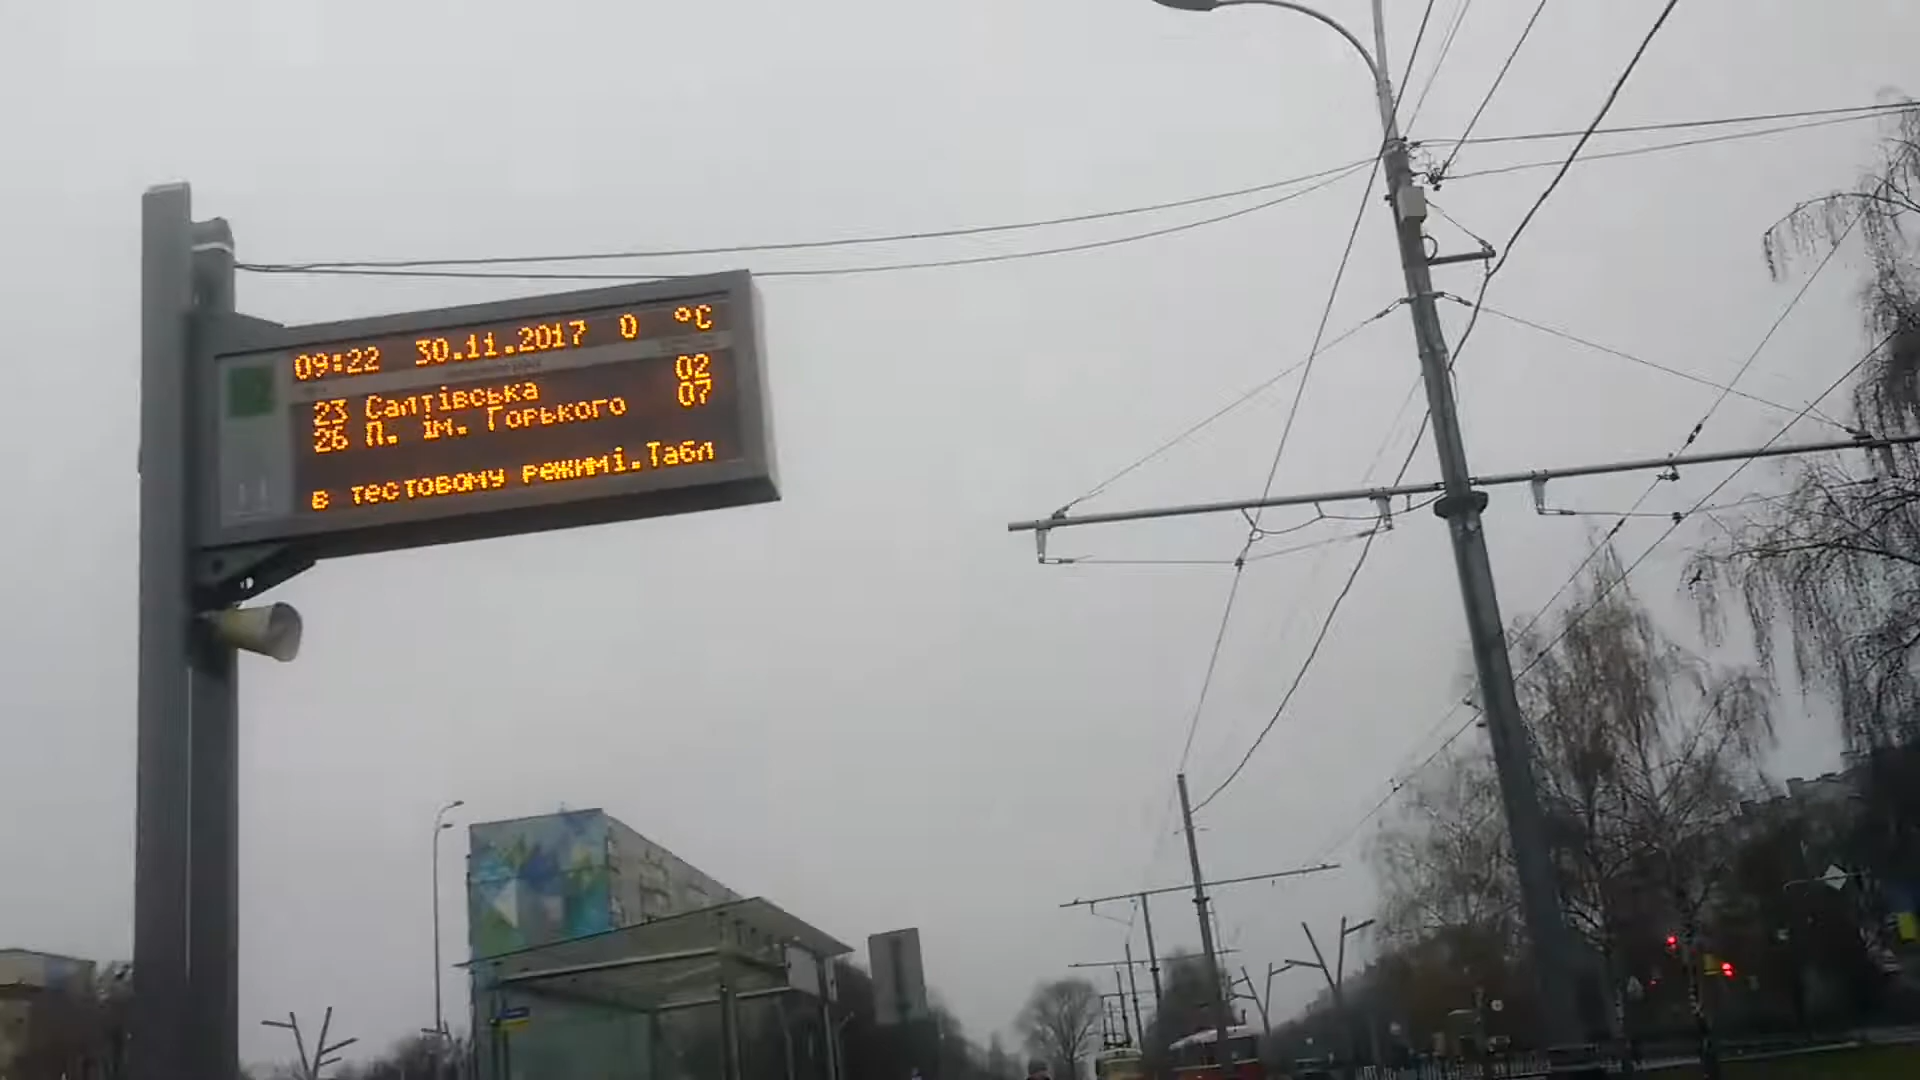 09:22 30.11.2017 0 °C
23 Салтівська 02
26 П. ім. Горького 07
в тестовому режимі.Табл